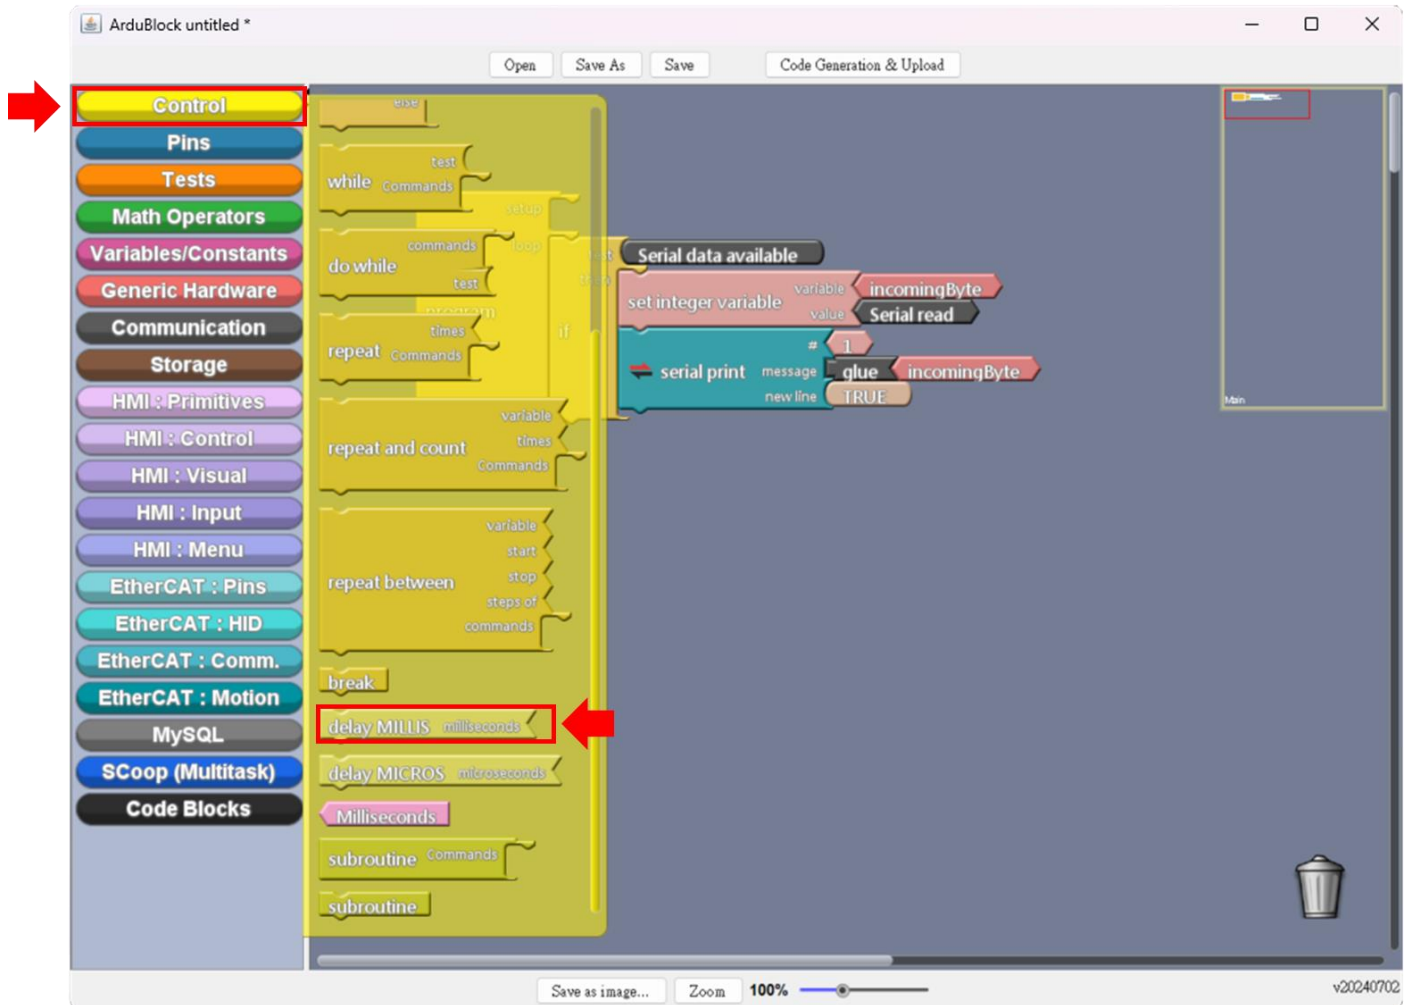 ArduBlock untitled *
Open
Save As
Save
Code Generation & Upload
Control
Pins
Tests
Math Operators
Variables/Constants
Generic Hardware
Communication
Storage
HMI : Primitives
HMI : Control
HMI : Visual
HMI : Input
HMI : Menu
EtherCAT : Pins
EtherCAT : HID
EtherCAT : Comm.
EtherCAT : Motion
MySQL
SCoop (Multitask)
Code Blocks
else
test
while Commands
commands
do while
test
times
repeat Commands
variable
repeat and count times
Commands
variable
start
repeat between stop
steps of
commands
break
delay MILLIS milliseconds
delay MICROS microseconds
Milliseconds
subroutine Commands
subroutine
setup
loop
program
if
Serial data available
set integer variable variable incomingByte
value Serial read
# 1
serial print message glue incomingByte
new line TRUE
Main
Save as image...
Zoom
100%
v20240702